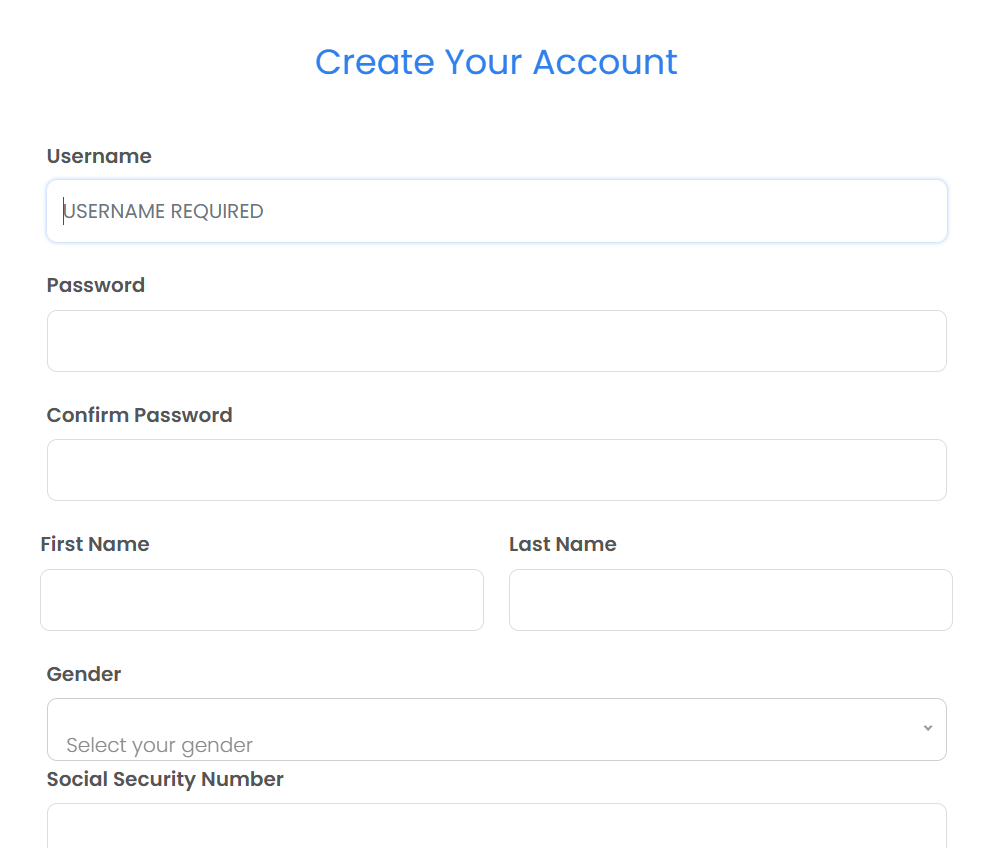 Create Your Account
Username
USERNAME REQUIRED
Password
Confirm Password
First Name
Last Name
Gender
Select your gender
Social Security Number